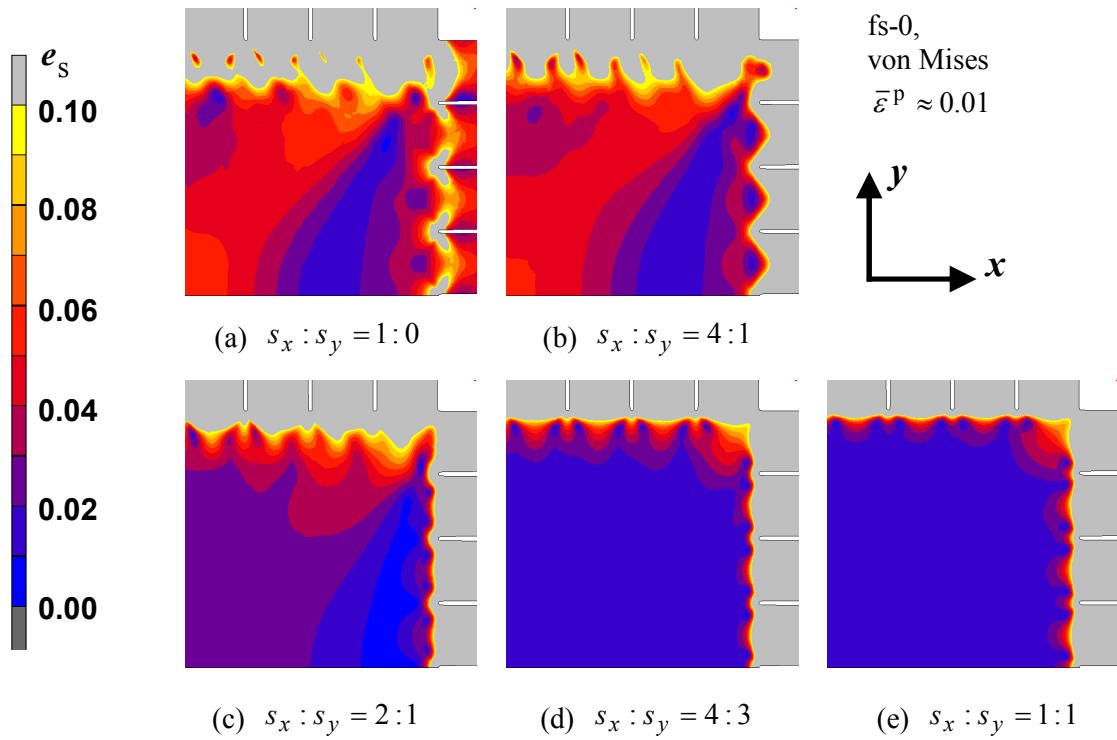 e_S
0.10
0.08
0.06
0.04
0.02
0.00
fs-0,
von Mises
ε̄^p ≈ 0.01
y
x
(a) s_x : s_y = 1 : 0
(b) s_x : s_y = 4 : 1
(c) s_x : s_y = 2 : 1
(d) s_x : s_y = 4 : 3
(e) s_x : s_y = 1 : 1